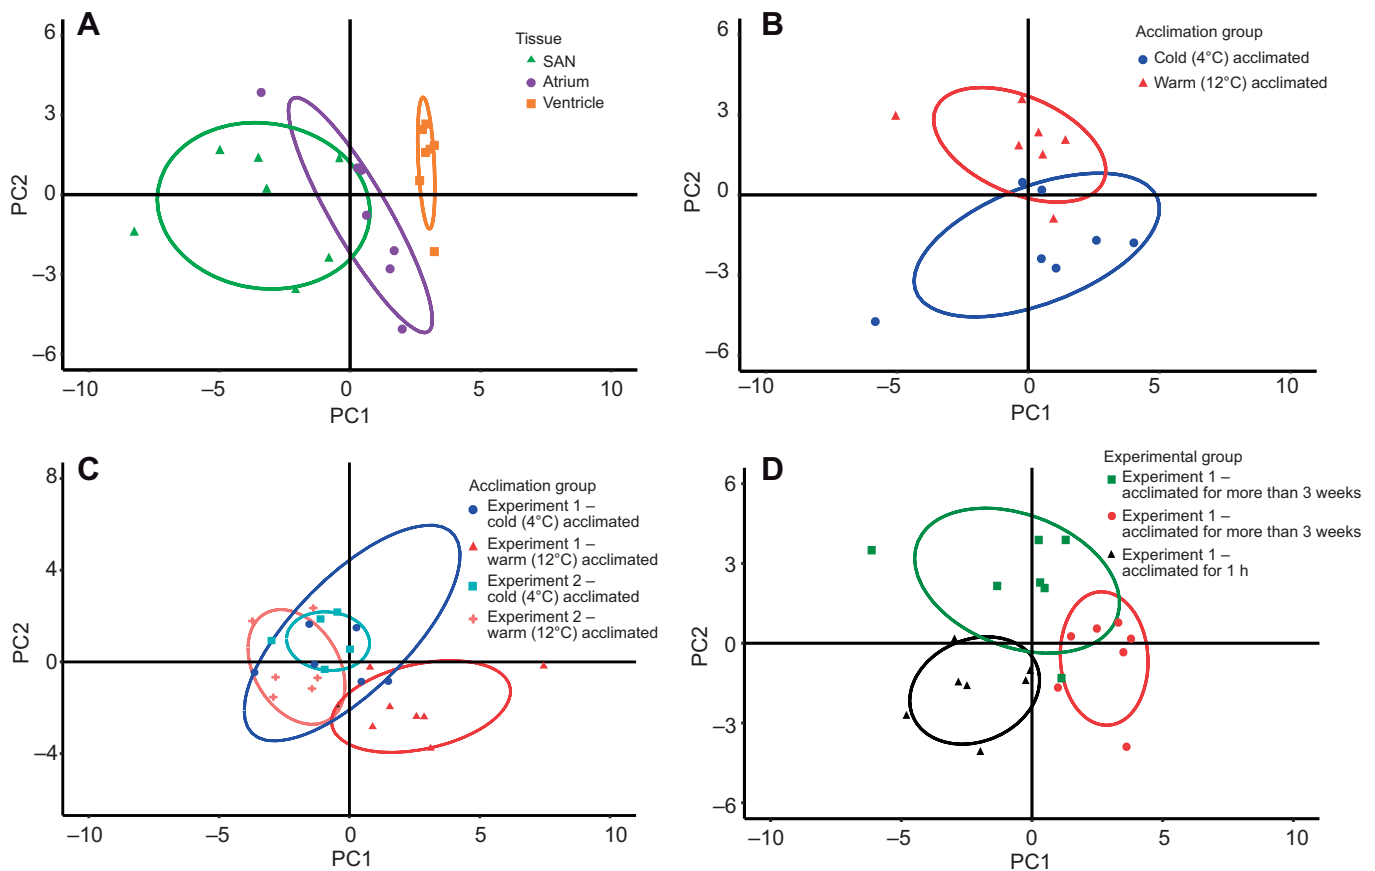 A
Tissue
SAN
Atrium
Ventricle
6
3
0
–3
–6
PC2
–10
–5
0
5
10
PC1
B
Acclimation group
Cold (4°C) acclimated
Warm (12°C) acclimated
6
3
0
–3
–6
PC2
–10
–5
0
5
10
PC1
C
Acclimation group
Experiment 1 –
cold (4°C) acclimated
Experiment 1 –
warm (12°C) acclimated
Experiment 2 –
cold (4°C) acclimated
Experiment 2 –
warm (12°C) acclimated
8
4
0
–4
PC2
–10
–5
0
5
10
PC1
D
Experimental group
Experiment 1 –
acclimated for more than 3 weeks
Experiment 1 –
acclimated for more than 3 weeks
Experiment 1 –
acclimated for 1 h
6
3
0
–3
–6
PC2
–10
–5
0
5
10
PC1